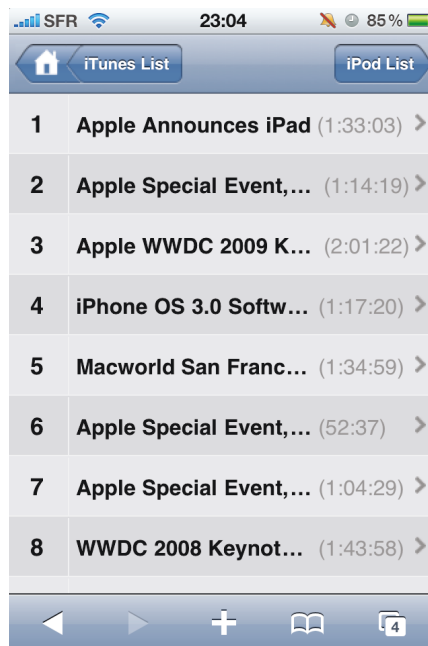 SFR 23:04 85%
iTunes List iPod List
1 Apple Announces iPad (1:33:03)
2 Apple Special Event,... (1:14:19)
3 Apple WWDC 2009 K... (2:01:22)
4 iPhone OS 3.0 Softw... (1:17:20)
5 Macworld San Franc... (1:34:59)
6 Apple Special Event,... (52:37)
7 Apple Special Event,... (1:04:29)
8 WWDC 2008 Keynot... (1:43:58)
4